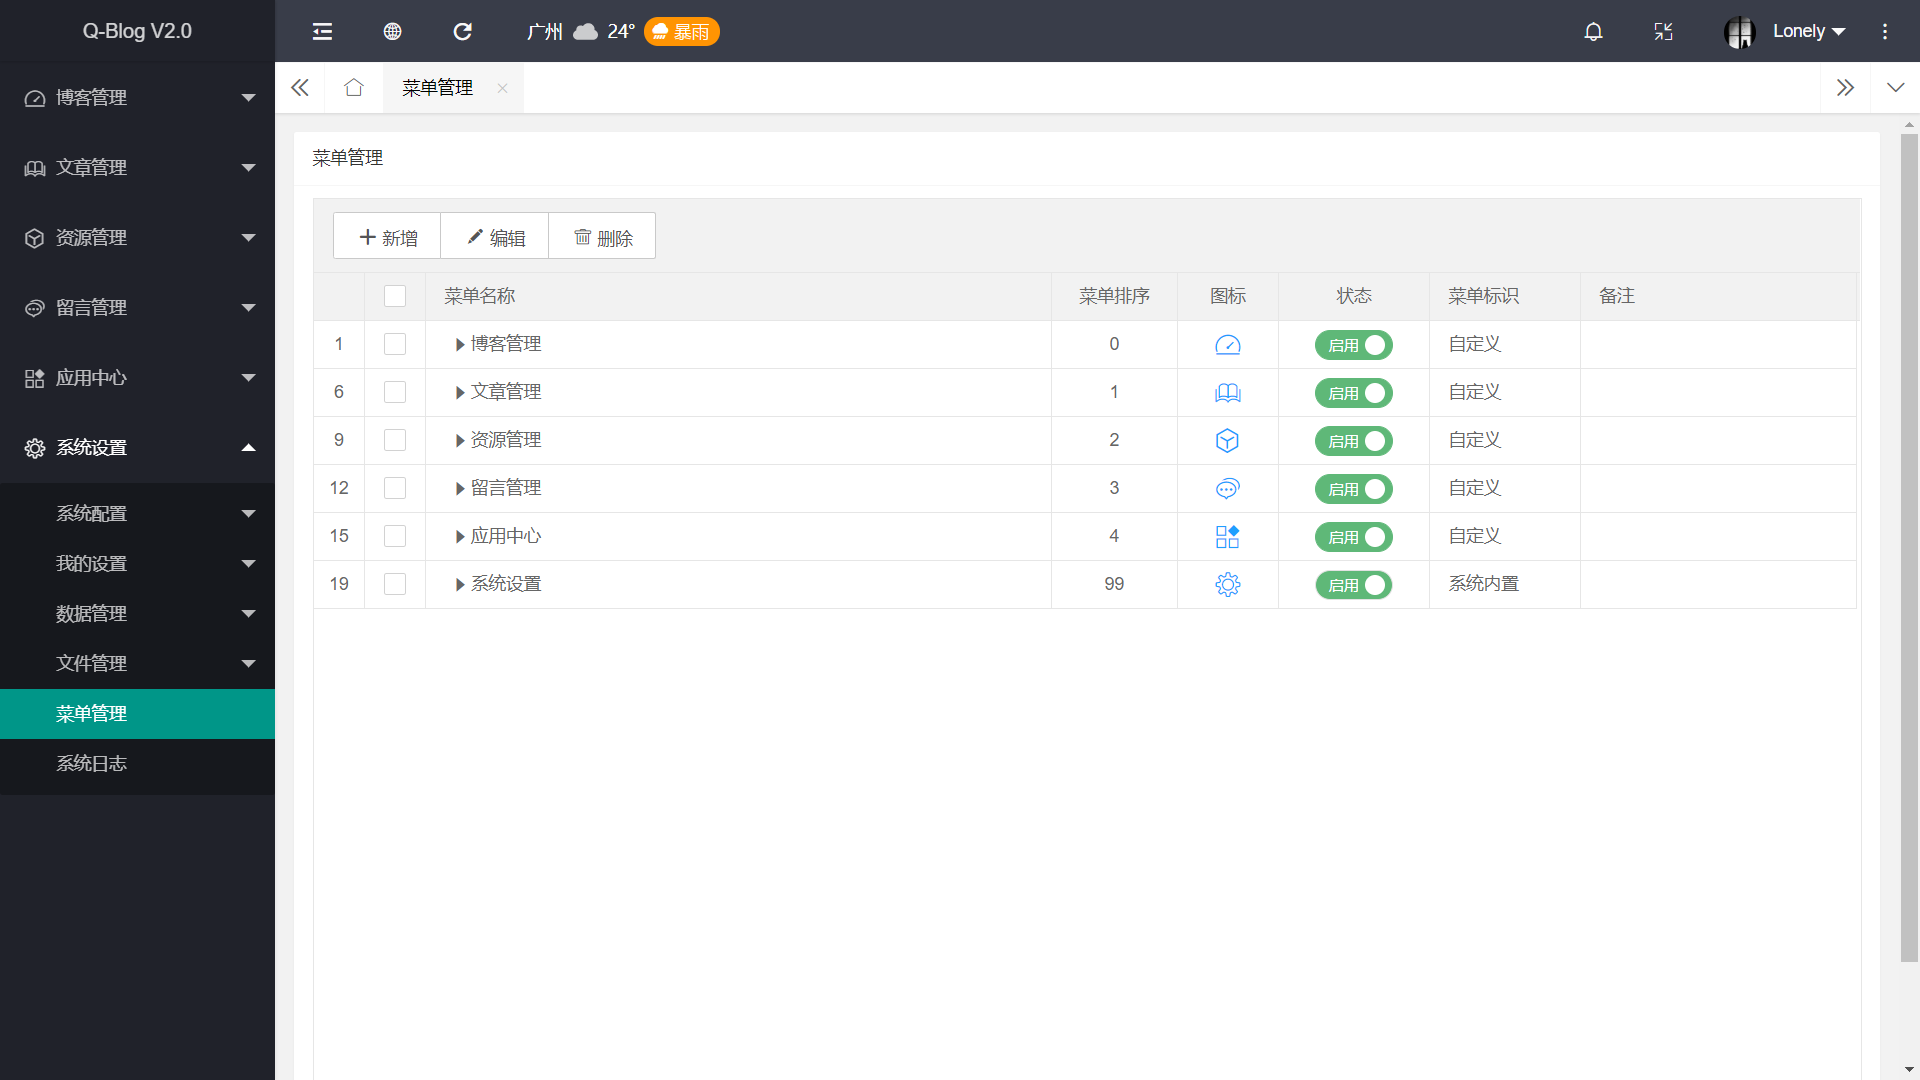 Q-Blog V2.0
广州 24° 暴雨
Lonely
博客管理
文章管理
资源管理
留言管理
应用中心
系统设置
系统配置
我的设置
数据管理
文件管理
菜单管理
系统日志
菜单管理
菜单管理
新增 编辑 删除
菜单名称 菜单排序 图标 状态 菜单标识 备注
1 博客管理 0 启用 自定义
6 文章管理 1 启用 自定义
9 资源管理 2 启用 自定义
12 留言管理 3 启用 自定义
15 应用中心 4 启用 自定义
19 系统设置 99 启用 系统内置